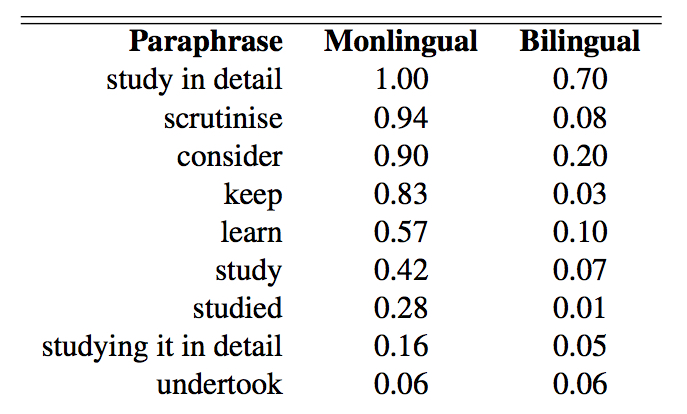 Paraphrase Monlingual Bilingual
study in detail 1.00 0.70
scrutinise 0.94 0.08
consider 0.90 0.20
keep 0.83 0.03
learn 0.57 0.10
study 0.42 0.07
studied 0.28 0.01
studying it in detail 0.16 0.05
undertook 0.06 0.06